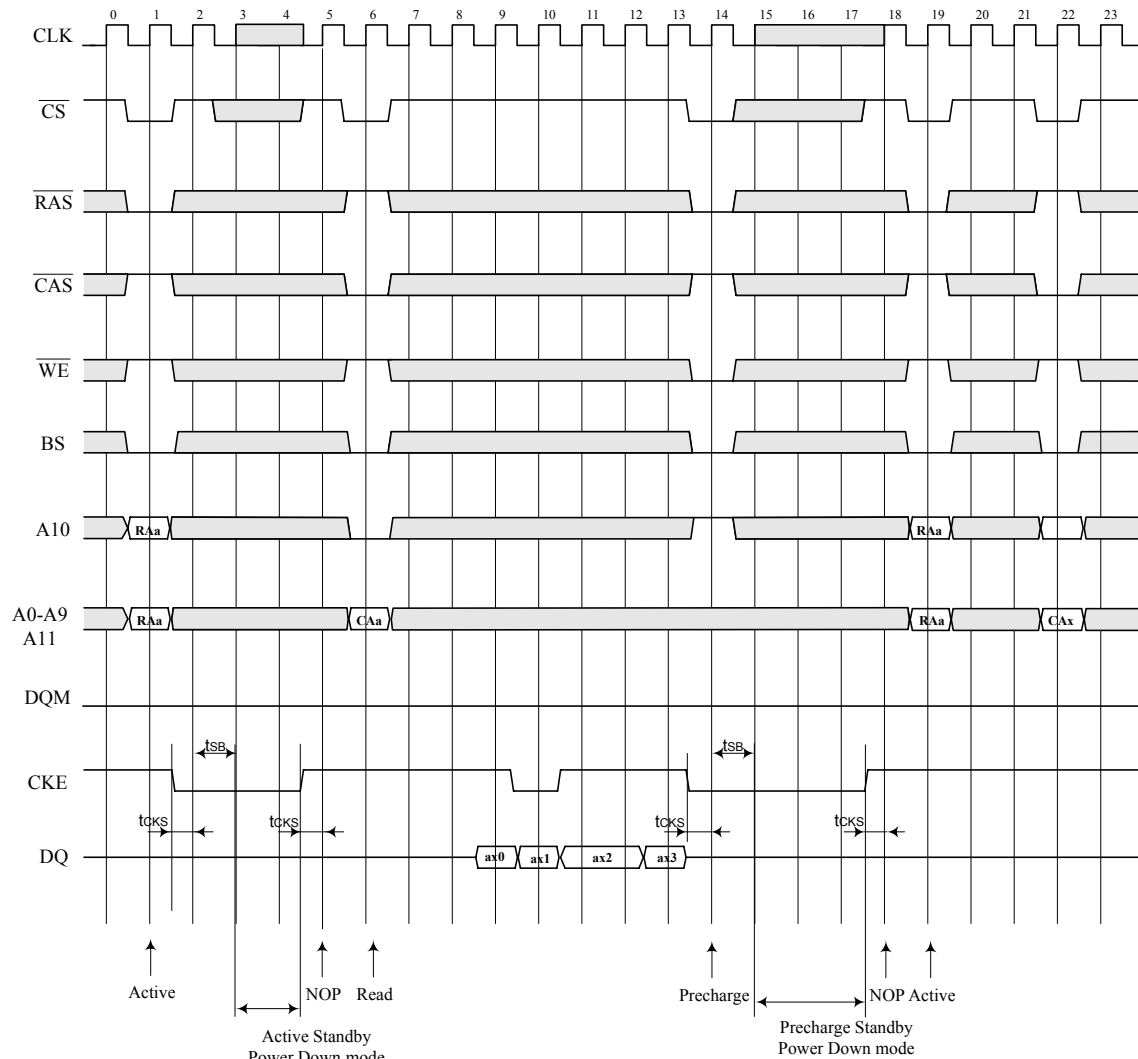 0 1 2 3 4 5 6 7 8 9 10 11 12 13 14 15 16 17 18 19 20 21 22 23
CLK
CS
RAS
CAS
WE
BS
A10 RAa RAa
A0-A9 RAa CAa RAa CAx
A11
DQM
tSB tSB
CKE
tCKS tCKS tCKS tCKS
DQ ax0 ax1 ax2 ax3
Active NOP Read Precharge NOP Active
Active Standby
Power Down mode
Precharge Standby
Power Down mode